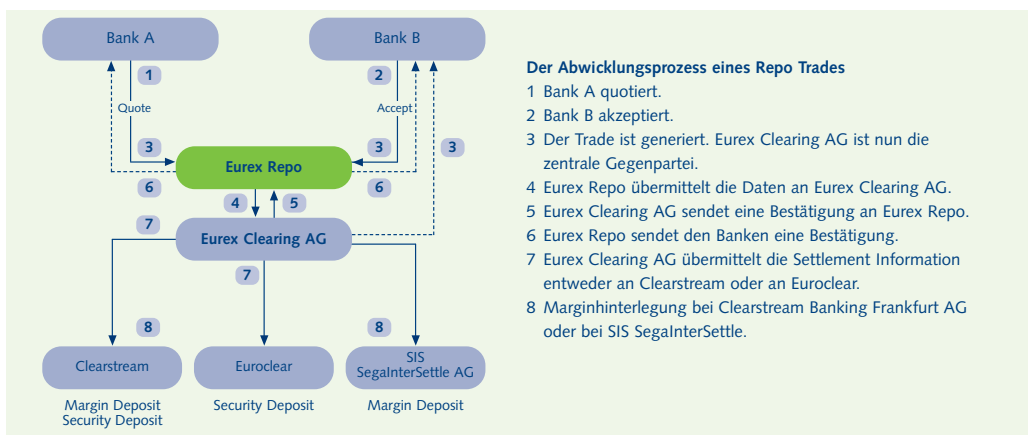 Bank A
Bank B
1
2
Quote
Accept
3
3
3
Eurex Repo
6
6
4
5
7
Eurex Clearing AG
7
8
8
Clearstream
Euroclear
SIS
SegaInterSettle AG
Margin Deposit
Security Deposit
Security Deposit
Margin Deposit
Der Abwicklungsprozess eines Repo Trades
1 Bank A quotiert.
2 Bank B akzeptiert.
3 Der Trade ist generiert. Eurex Clearing AG ist nun die
zentrale Gegenpartei.
4 Eurex Repo übermittelt die Daten an Eurex Clearing AG.
5 Eurex Clearing AG sendet eine Bestätigung an Eurex Repo.
6 Eurex Repo sendet den Banken eine Bestätigung.
7 Eurex Clearing AG übermittelt die Settlement Information
entweder an Clearstream oder an Euroclear.
8 Marginhinterlegung bei Clearstream Banking Frankfurt AG
oder bei SIS SegaInterSettle.